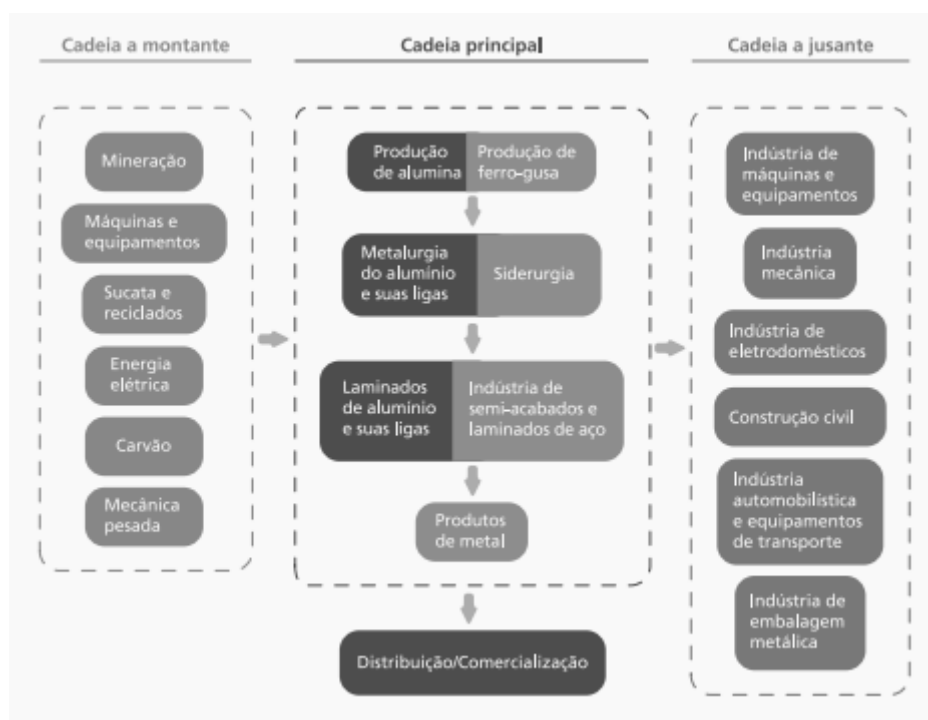 Cadeia a montante
Mineração
Máquinas e
equipamentos
Sucata e
reciclados
Energia
elétrica
Carvão
Mecânica
pesada
Cadeia principal
Produção
de alumina
Produção de
ferro-gusa
Metalurgia
do alumínio
e suas ligas
Siderurgia
Laminados
de alumínio
e suas ligas
Indústria de
semi-acabados e
laminados de aço
Produtos
de metal
Distribuição/Comercialização
Cadeia a jusante
Indústria de
máquinas e
equipamentos
Indústria
mecânica
Indústria de
eletrodomésticos
Construção civil
Indústria
automobilística
e equipamentos
de transporte
Indústria de
embalagem
metálica